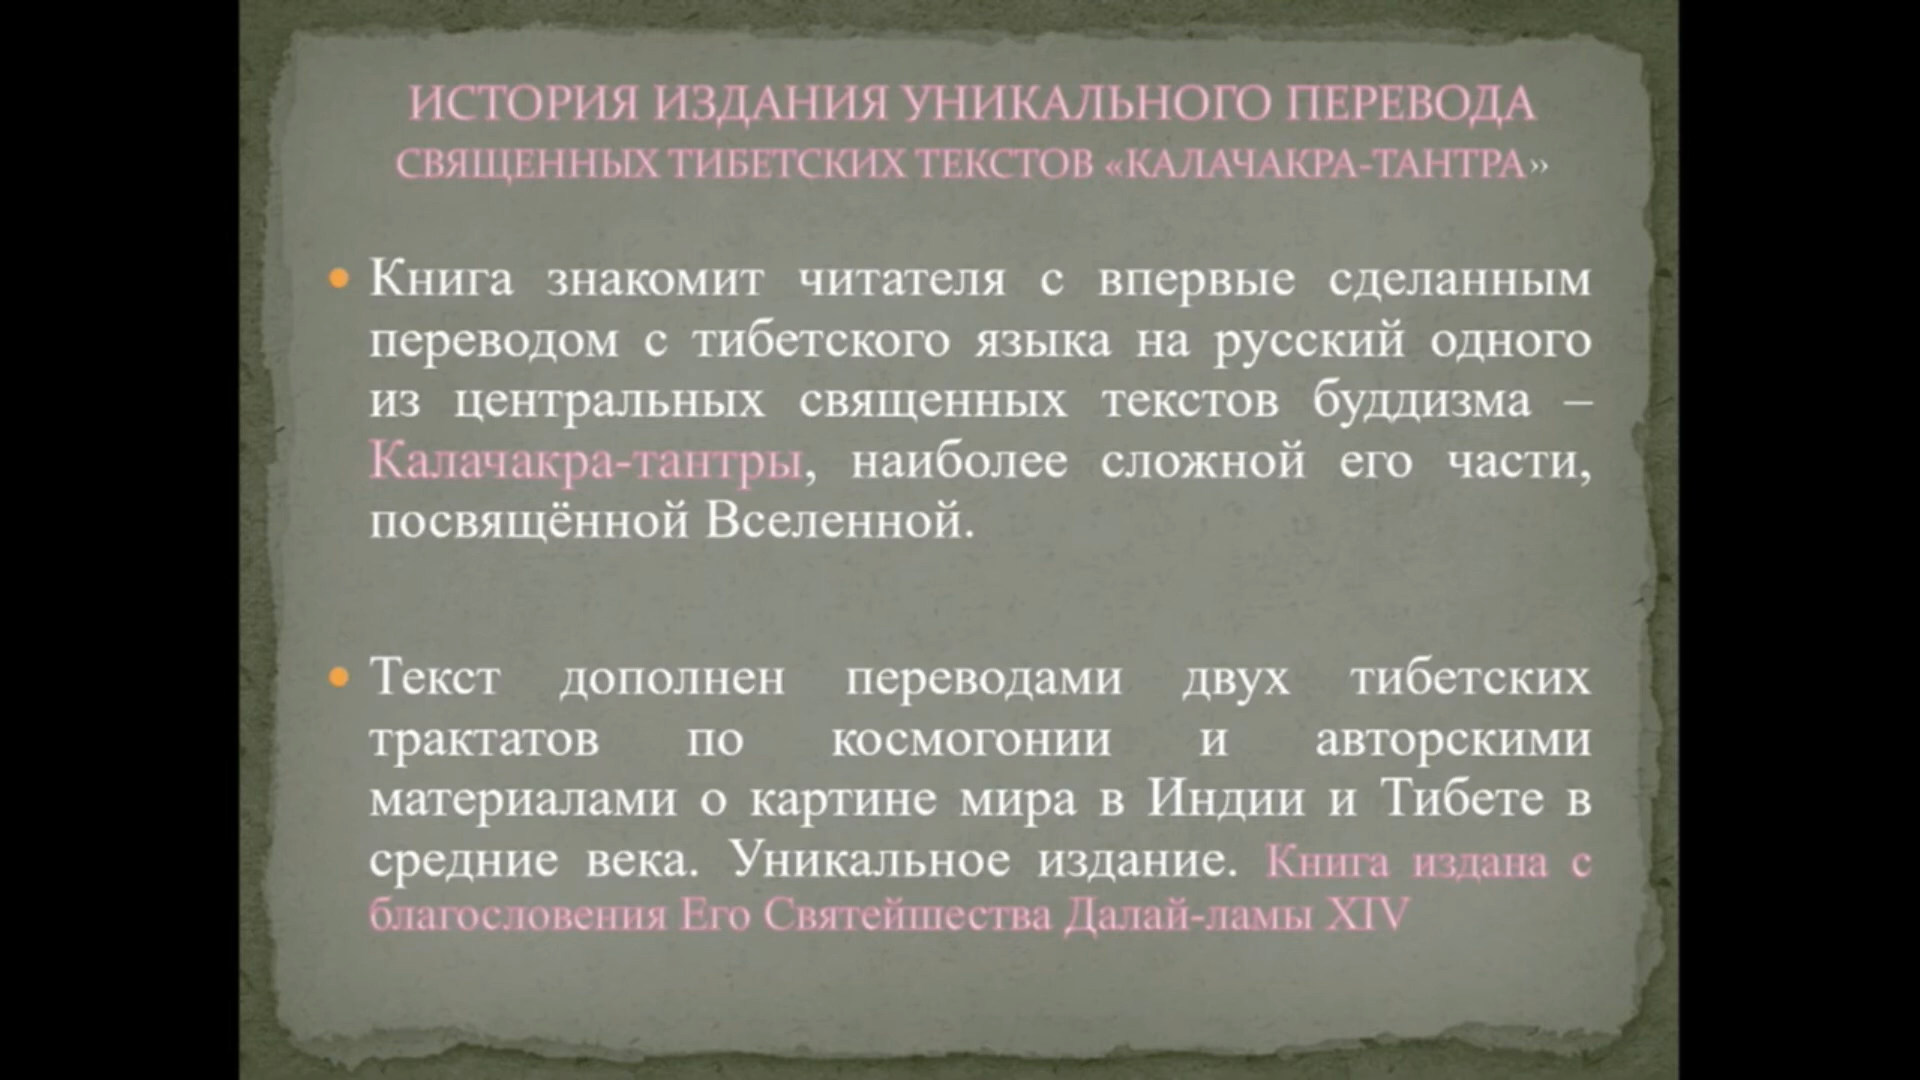 ИСТОРИЯ ИЗДАНИЯ УНИКАЛЬНОГО ПЕРЕВОДА
СВЯЩЕННЫХ ТИБЕТСКИХ ТЕКСТОВ «КАЛАЧАКРА-ТАНТРА»
Книга знакомит читателя с впервые сделанным
переводом с тибетского языка на русский одного
из центральных священных текстов буддизма –
Калачакра-тантры, наиболее сложной его части,
посвящённой Вселенной.
Текст дополнен переводами двух тибетских
трактатов по космогонии и авторскими
материалами о картине мира в Индии и Тибете в
средние века. Уникальное издание. Книга издана с
благословения Его Святейшества Далай-ламы XIV